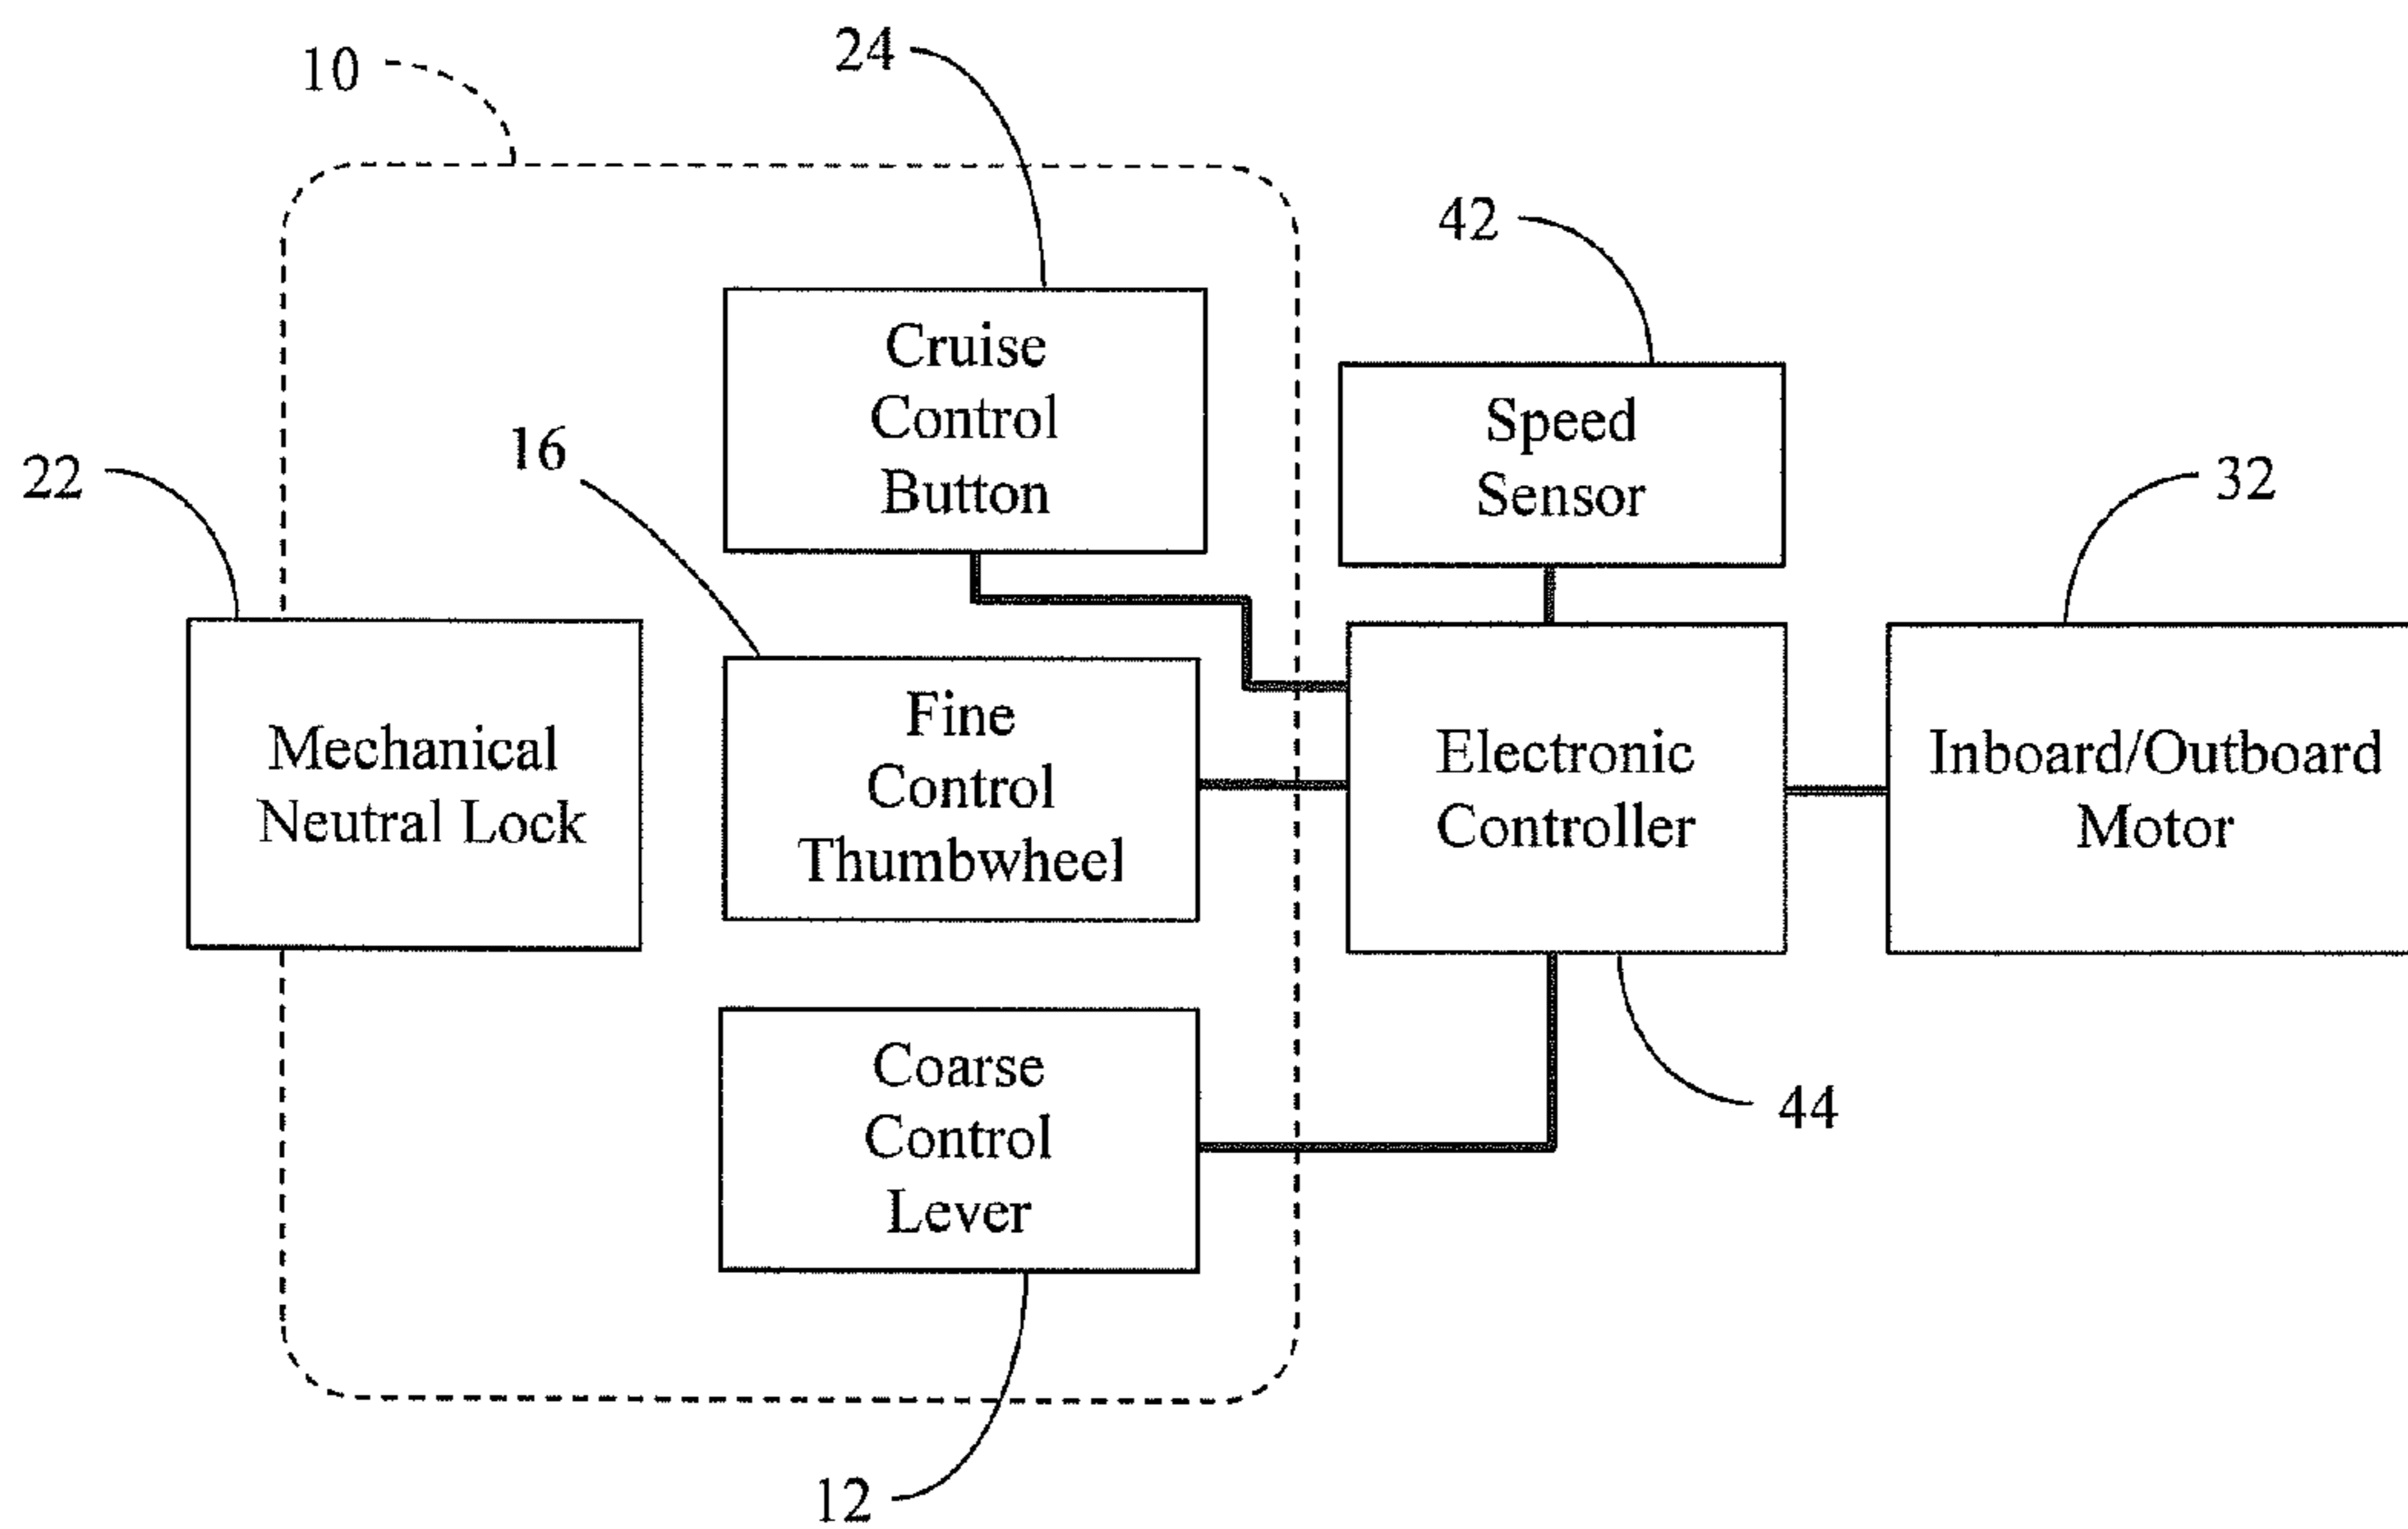 10
24
42
Cruise
Control
Button
Speed
Sensor
16
22
32
Mechanical
Neutral Lock
Fine
Control
Thumbwheel
Electronic
Controller
Inboard/Outboard
Motor
Coarse
Control
Lever
44
12